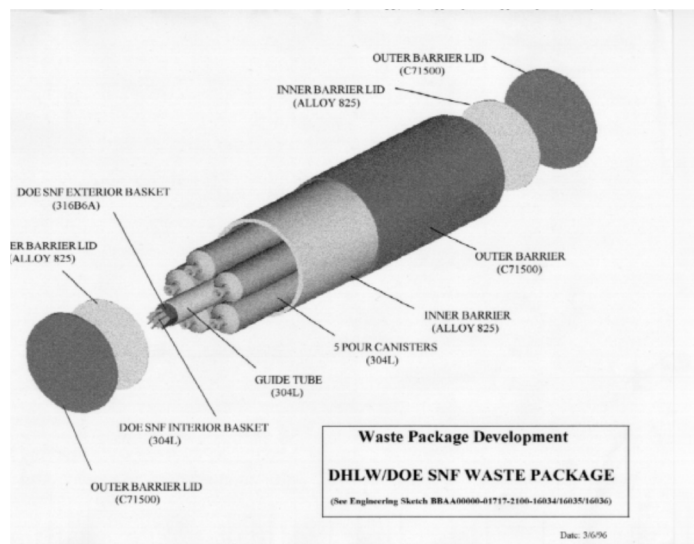 OUTER BARRIER LID
(C71500)
INNER BARRIER LID
(ALLOY 825)
DOE SNF EXTERIOR BASKET
(316B6A)
ER BARRIER LID
ALLOY 825)
OUTER BARRIER
(C71500)
INNER BARRIER
(ALLOY 825)
5 POUR CANISTERS
(304L)
GUIDE TUBE
(304L)
DOE SNF INTERIOR BASKET
(304L)
OUTER BARRIER LID
(C71500)
Waste Package Development
DHLW/DOE SNF WASTE PACKAGE
(See Engineering Sketch BBAA00000-01717-2100-16034/16035/16036)
Date: 3/6/96